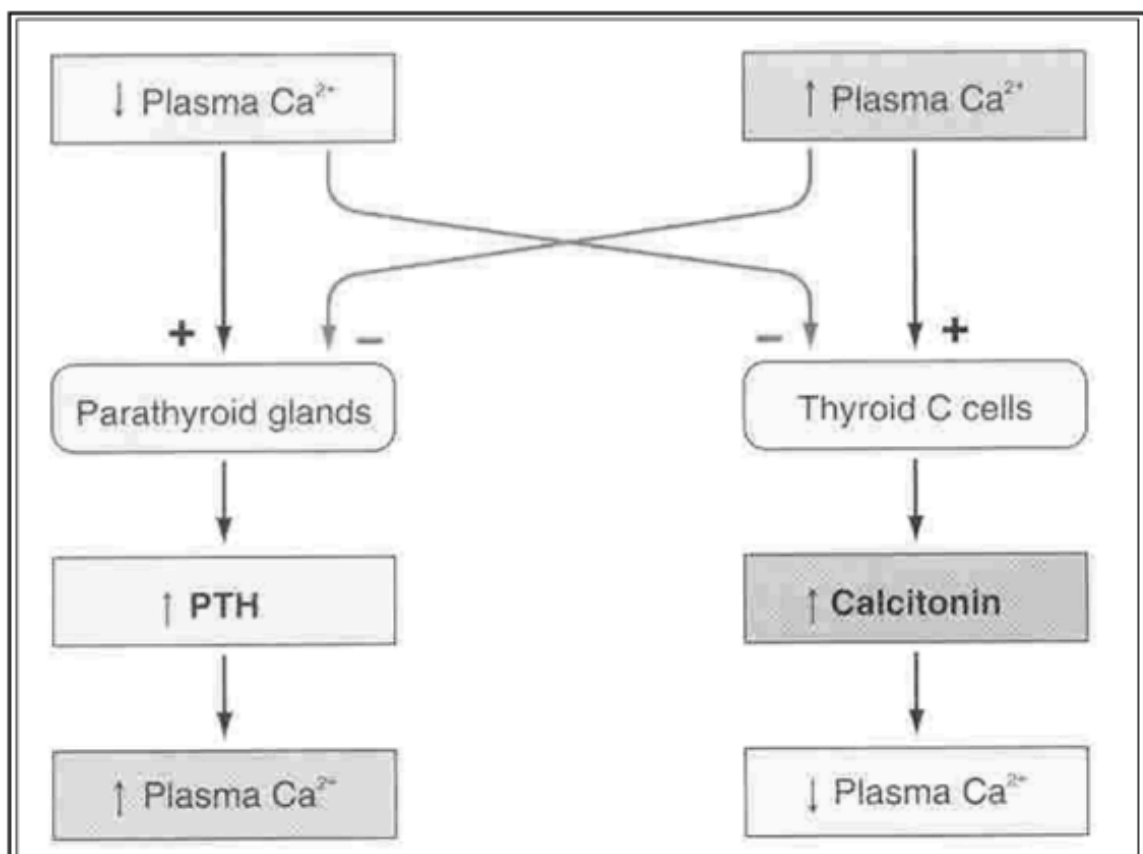 ↓ Plasma Ca²⁺
↑ Plasma Ca²⁺
+
−
−
+
Parathyroid glands
Thyroid C cells
↑ PTH
↑ Calcitonin
↑ Plasma Ca²⁺
↓ Plasma Ca²⁺